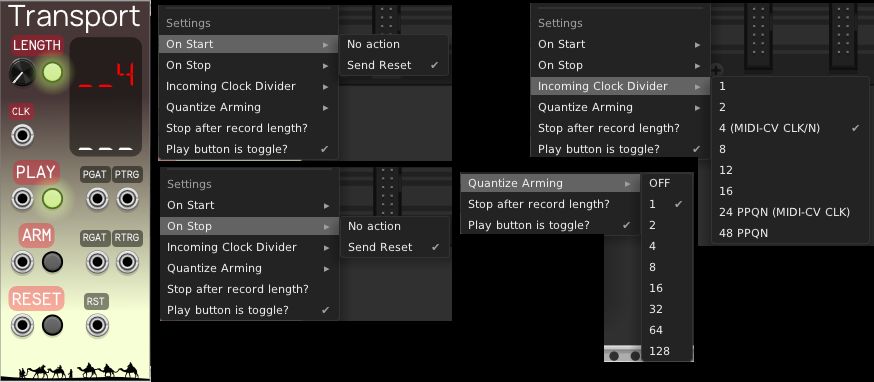 Transport
LENGTH
_ _ 4
CLK
_ _ _
PLAY
PGAT PTRG
ARM
RGAT RTRG
RESET
RST
Settings
On Start ▸
On Stop ▸
Incoming Clock Divider ▸
Quantize Arming ▸
Stop after record length?
Play button is toggle? ✔
No action
Send Reset ✔
Settings
On Start ▸
On Stop ▸
Incoming Clock Divider ▸
Quantize Arming ▸
Stop after record length?
Play button is toggle? ✔
No action
Send Reset ✔
Settings
On Start ▸
On Stop ▸
Incoming Clock Divider ▸
Quantize Arming ▸
Stop after record length?
Play button is toggle? ✔
1
2
4 (MIDI-CV CLK/N) ✔
8
12
16
24 PPQN (MIDI-CV CLK)
48 PPQN
Quantize Arming ▸
Stop after record length?
Play button is toggle? ✔
OFF
1 ✔
2
4
8
16
32
64
128